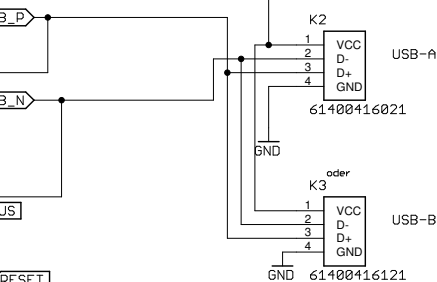 B_P
B_N
US
RESET
K2
1 VCC
2 D-
3 D+
4 GND
USB-A
61400416021
GND
oder
K3
1 VCC
2 D-
3 D+
4 GND
USB-B
GND
61400416121